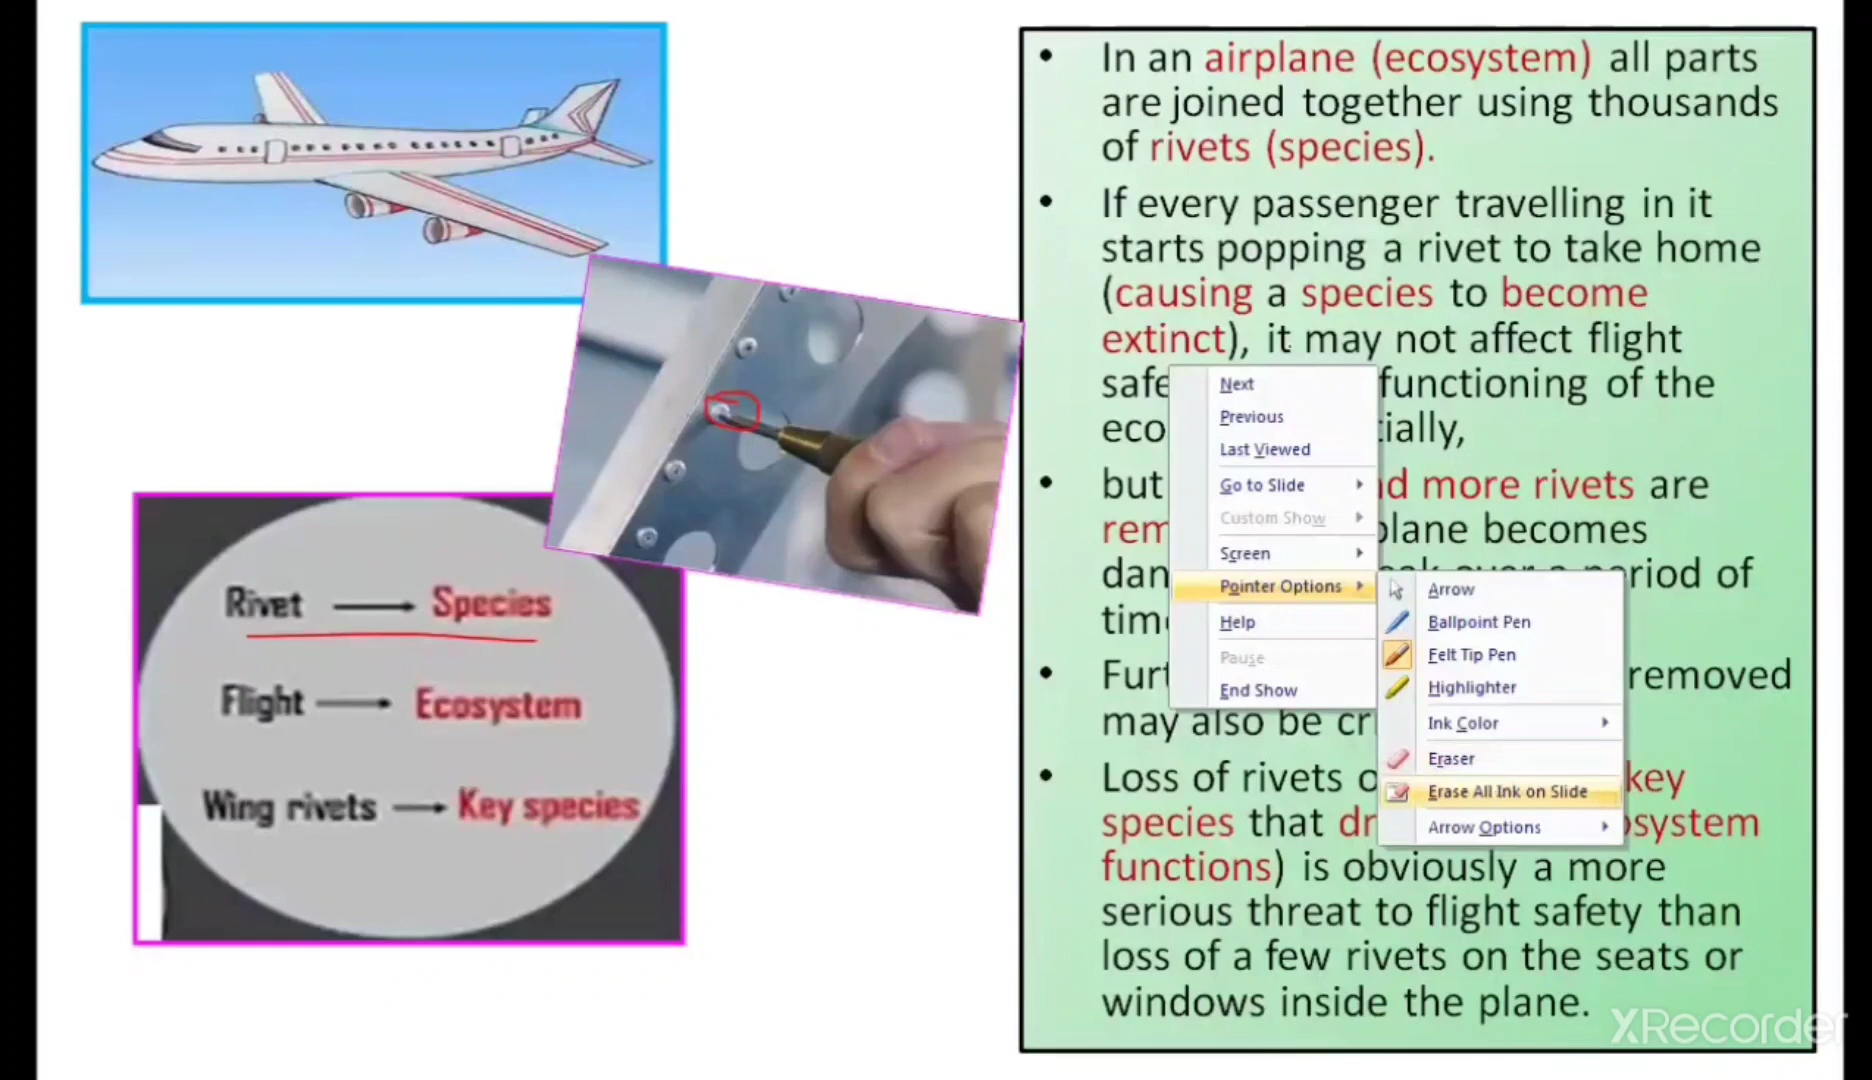 In an airplane (ecosystem) all parts
are joined together using thousands
of rivets (species).
If every passenger travelling in it
starts popping a rivet to take home
(causing a species to become
extinct), it may not affect flight
safe functioning of the
eco tially,
but d more rivets are
rem plane becomes
dan over a period of
time
Furt removed
may also be cri
Loss of rivets o key
species that dr osystem
functions) is obviously a more
serious threat to flight safety than
loss of a few rivets on the seats or
windows inside the plane.
Rivet → Species
Flight → Ecosystem
Wing rivets → Key species
Next
Previous
Last Viewed
Go to Slide
Custom Show
Screen
Pointer Options
Help
Pause
End Show
Arrow
Ballpoint Pen
Felt Tip Pen
Highlighter
Ink Color
Eraser
Erase All Ink on Slide
Arrow Options
XRecorder